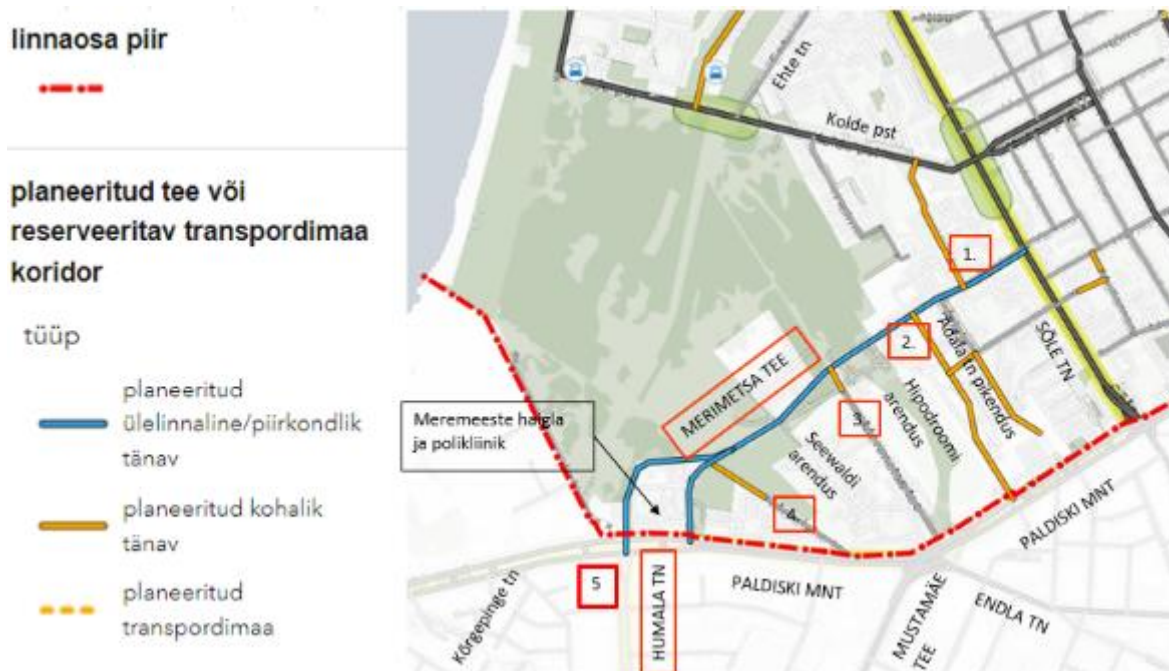 linnaosa piir
planeeritud tee või
reserveeritav transpordimaa
koridor
tüüp
planeeritud
ülelinnaline/piirkondlik
tänav
planeeritud kohalik
tänav
planeeritud
transpordimaa
Ehte tn
Kolde pst
1.
2.
Adala tn pikendus
SÕLE TN
Hipodroomi
arendus
MERIMETSA TEE
Meremeeste haigla
ja polikliinik
Seewaldi
arendus
4
5
HUMALA TN
Kõrgepinge tn
PALDISKI MNT
PALDISKI MNT
MUSTAMÄE
TEE
ENDLA TN